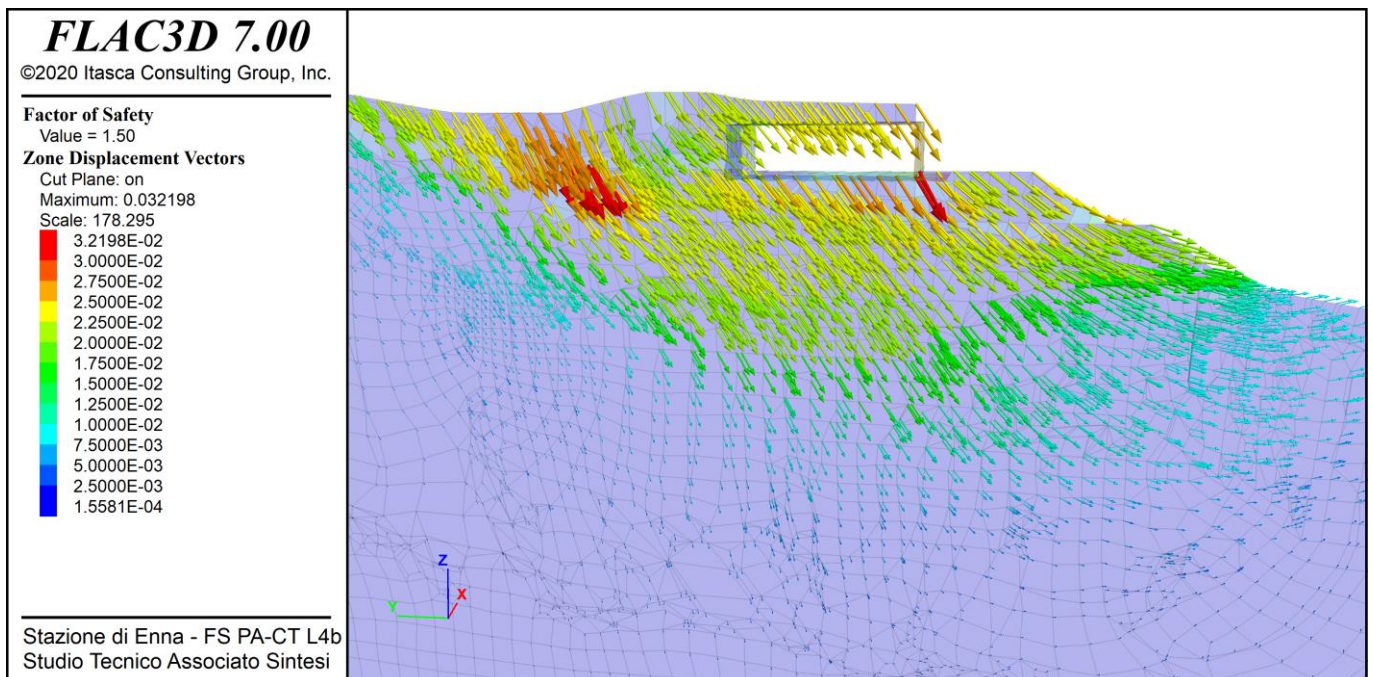 FLAC3D 7.00
©2020 Itasca Consulting Group, Inc.
Factor of Safety
Value = 1.50
Zone Displacement Vectors
Cut Plane: on
Maximum: 0.032198
Scale: 178.295
3.2198E-02
3.0000E-02
2.7500E-02
2.5000E-02
2.2500E-02
2.0000E-02
1.7500E-02
1.5000E-02
1.2500E-02
1.0000E-02
7.5000E-03
5.0000E-03
2.5000E-03
1.5581E-04
Z
X
Y
Stazione di Enna - FS PA-CT L4b
Studio Tecnico Associato Sintesi